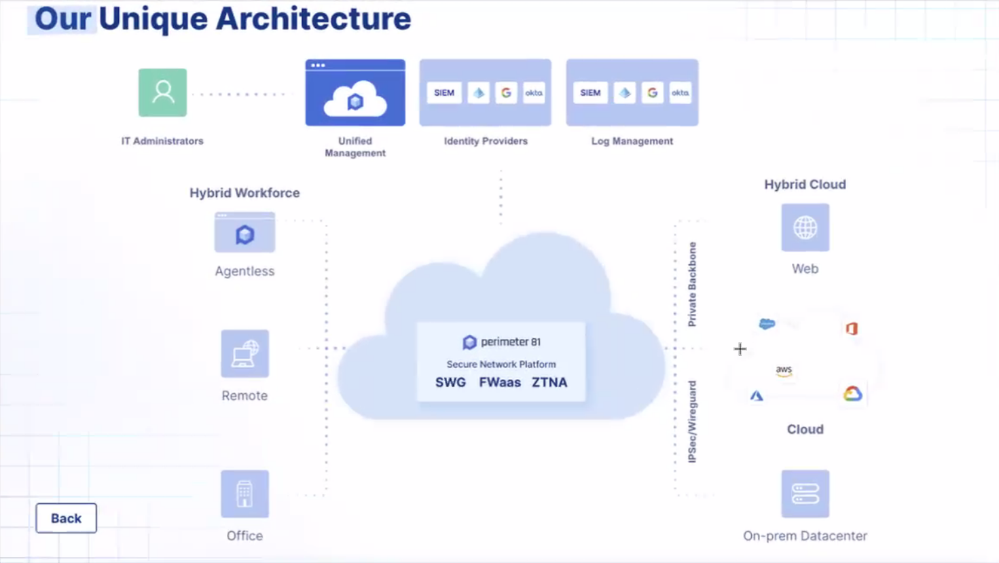 Our Unique Architecture
SIEM
okta
SIEM
okta
IT Administrators
Unified
Management
Identity Providers
Log Management
Hybrid Workforce
Hybrid Cloud
Agentless
Private Backbone
Web
perimeter 81
Secure Network Platform
SWG FWaas ZTNA
aws
Remote
IPSec/Wireguard
Cloud
Back
Office
On-prem Datacenter